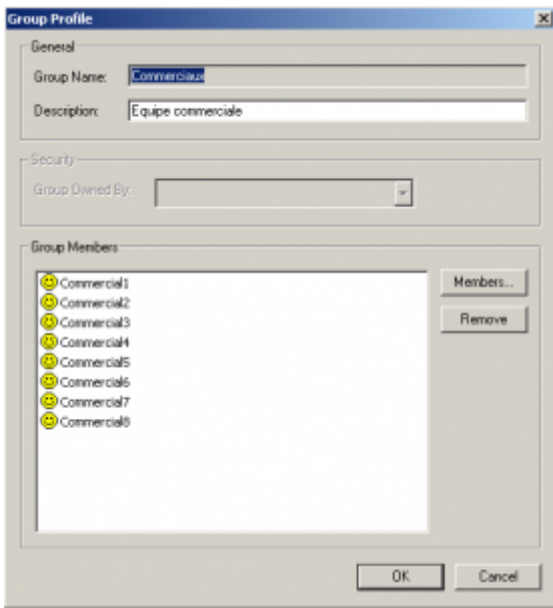 Group Profile
General
Group Name: Commerciaux
Description: Equipe commerciale
Security
Group Owned By:
Group Members
Commercial1
Members...
Commercial2
Commercial3
Remove
Commercial4
Commercial5
Commercial6
Commercial7
Commercial8
OK Cancel